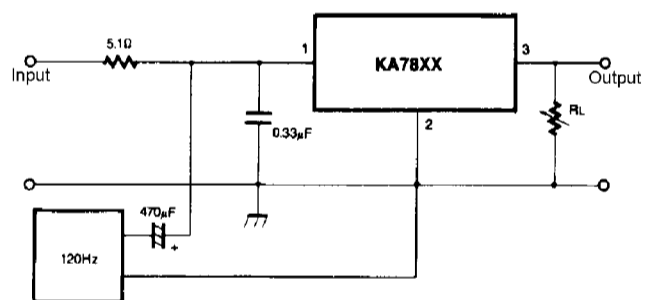 5.1Ω
Input
1
KA78XX
3
Output
2
0.33μF
RL
470μF
+
120Hz